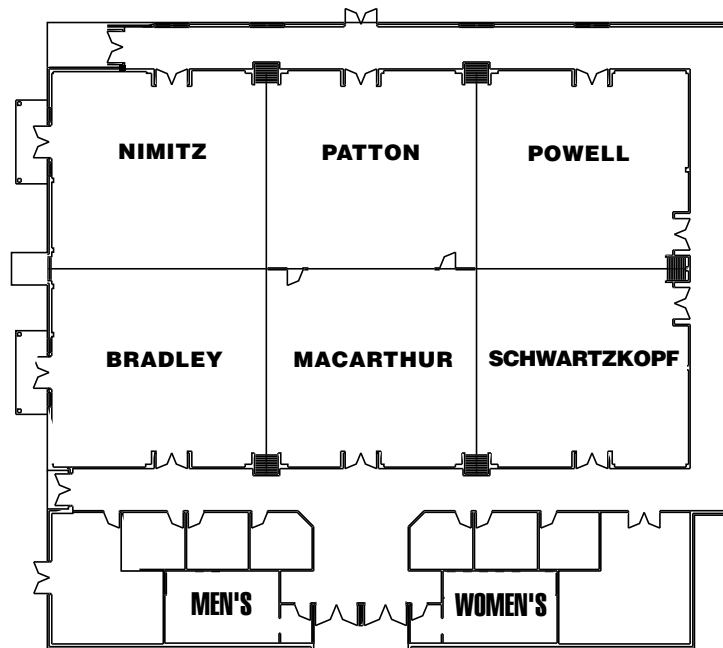 NIMITZ
PATTON
POWELL
BRADLEY
MACARTHUR
SCHWARTZKOPF
MEN'S
WOMEN'S